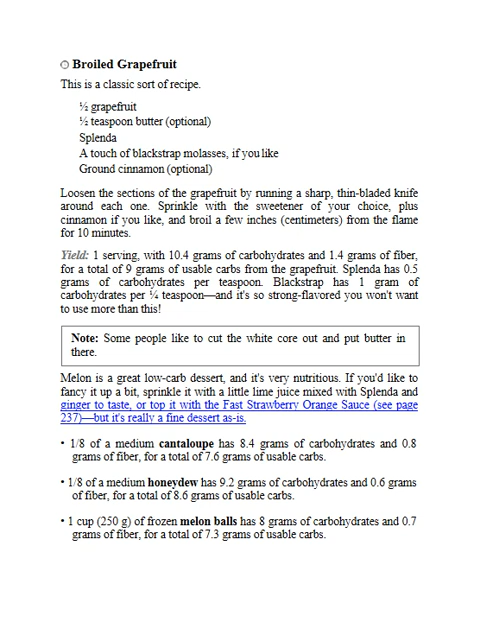 Broiled Grapefruit
This is a classic sort of recipe.
½ grapefruit
½ teaspoon butter (optional)
Splenda
A touch of blackstrap molasses, if you like
Ground cinnamon (optional)
Loosen the sections of the grapefruit by running a sharp, thin-bladed knife
around each one. Sprinkle with the sweetener of your choice, plus
cinnamon if you like, and broil a few inches (centimeters) from the flame
for 10 minutes.
Yield: 1 serving, with 10.4 grams of carbohydrates and 1.4 grams of fiber,
for a total of 9 grams of usable carbs from the grapefruit. Splenda has 0.5
grams of carbohydrates per teaspoon. Blackstrap has 1 gram of
carbohydrates per ¼ teaspoon—and it's so strong-flavored you won't want
to use more than this!
Note: Some people like to cut the white core out and put butter in
there.
Melon is a great low-carb dessert, and it's very nutritious. If you'd like to
fancy it up a bit, sprinkle it with a little lime juice mixed with Splenda and
ginger to taste, or top it with the Fast Strawberry Orange Sauce (see page
237)—but it's really a fine dessert as-is.
• 1/8 of a medium cantaloupe has 8.4 grams of carbohydrates and 0.8
grams of fiber, for a total of 7.6 grams of usable carbs.
• 1/8 of a medium honeydew has 9.2 grams of carbohydrates and 0.6 grams
of fiber, for a total of 8.6 grams of usable carbs.
• 1 cup (250 g) of frozen melon balls has 8 grams of carbohydrates and 0.7
grams of fiber, for a total of 7.3 grams of usable carbs.